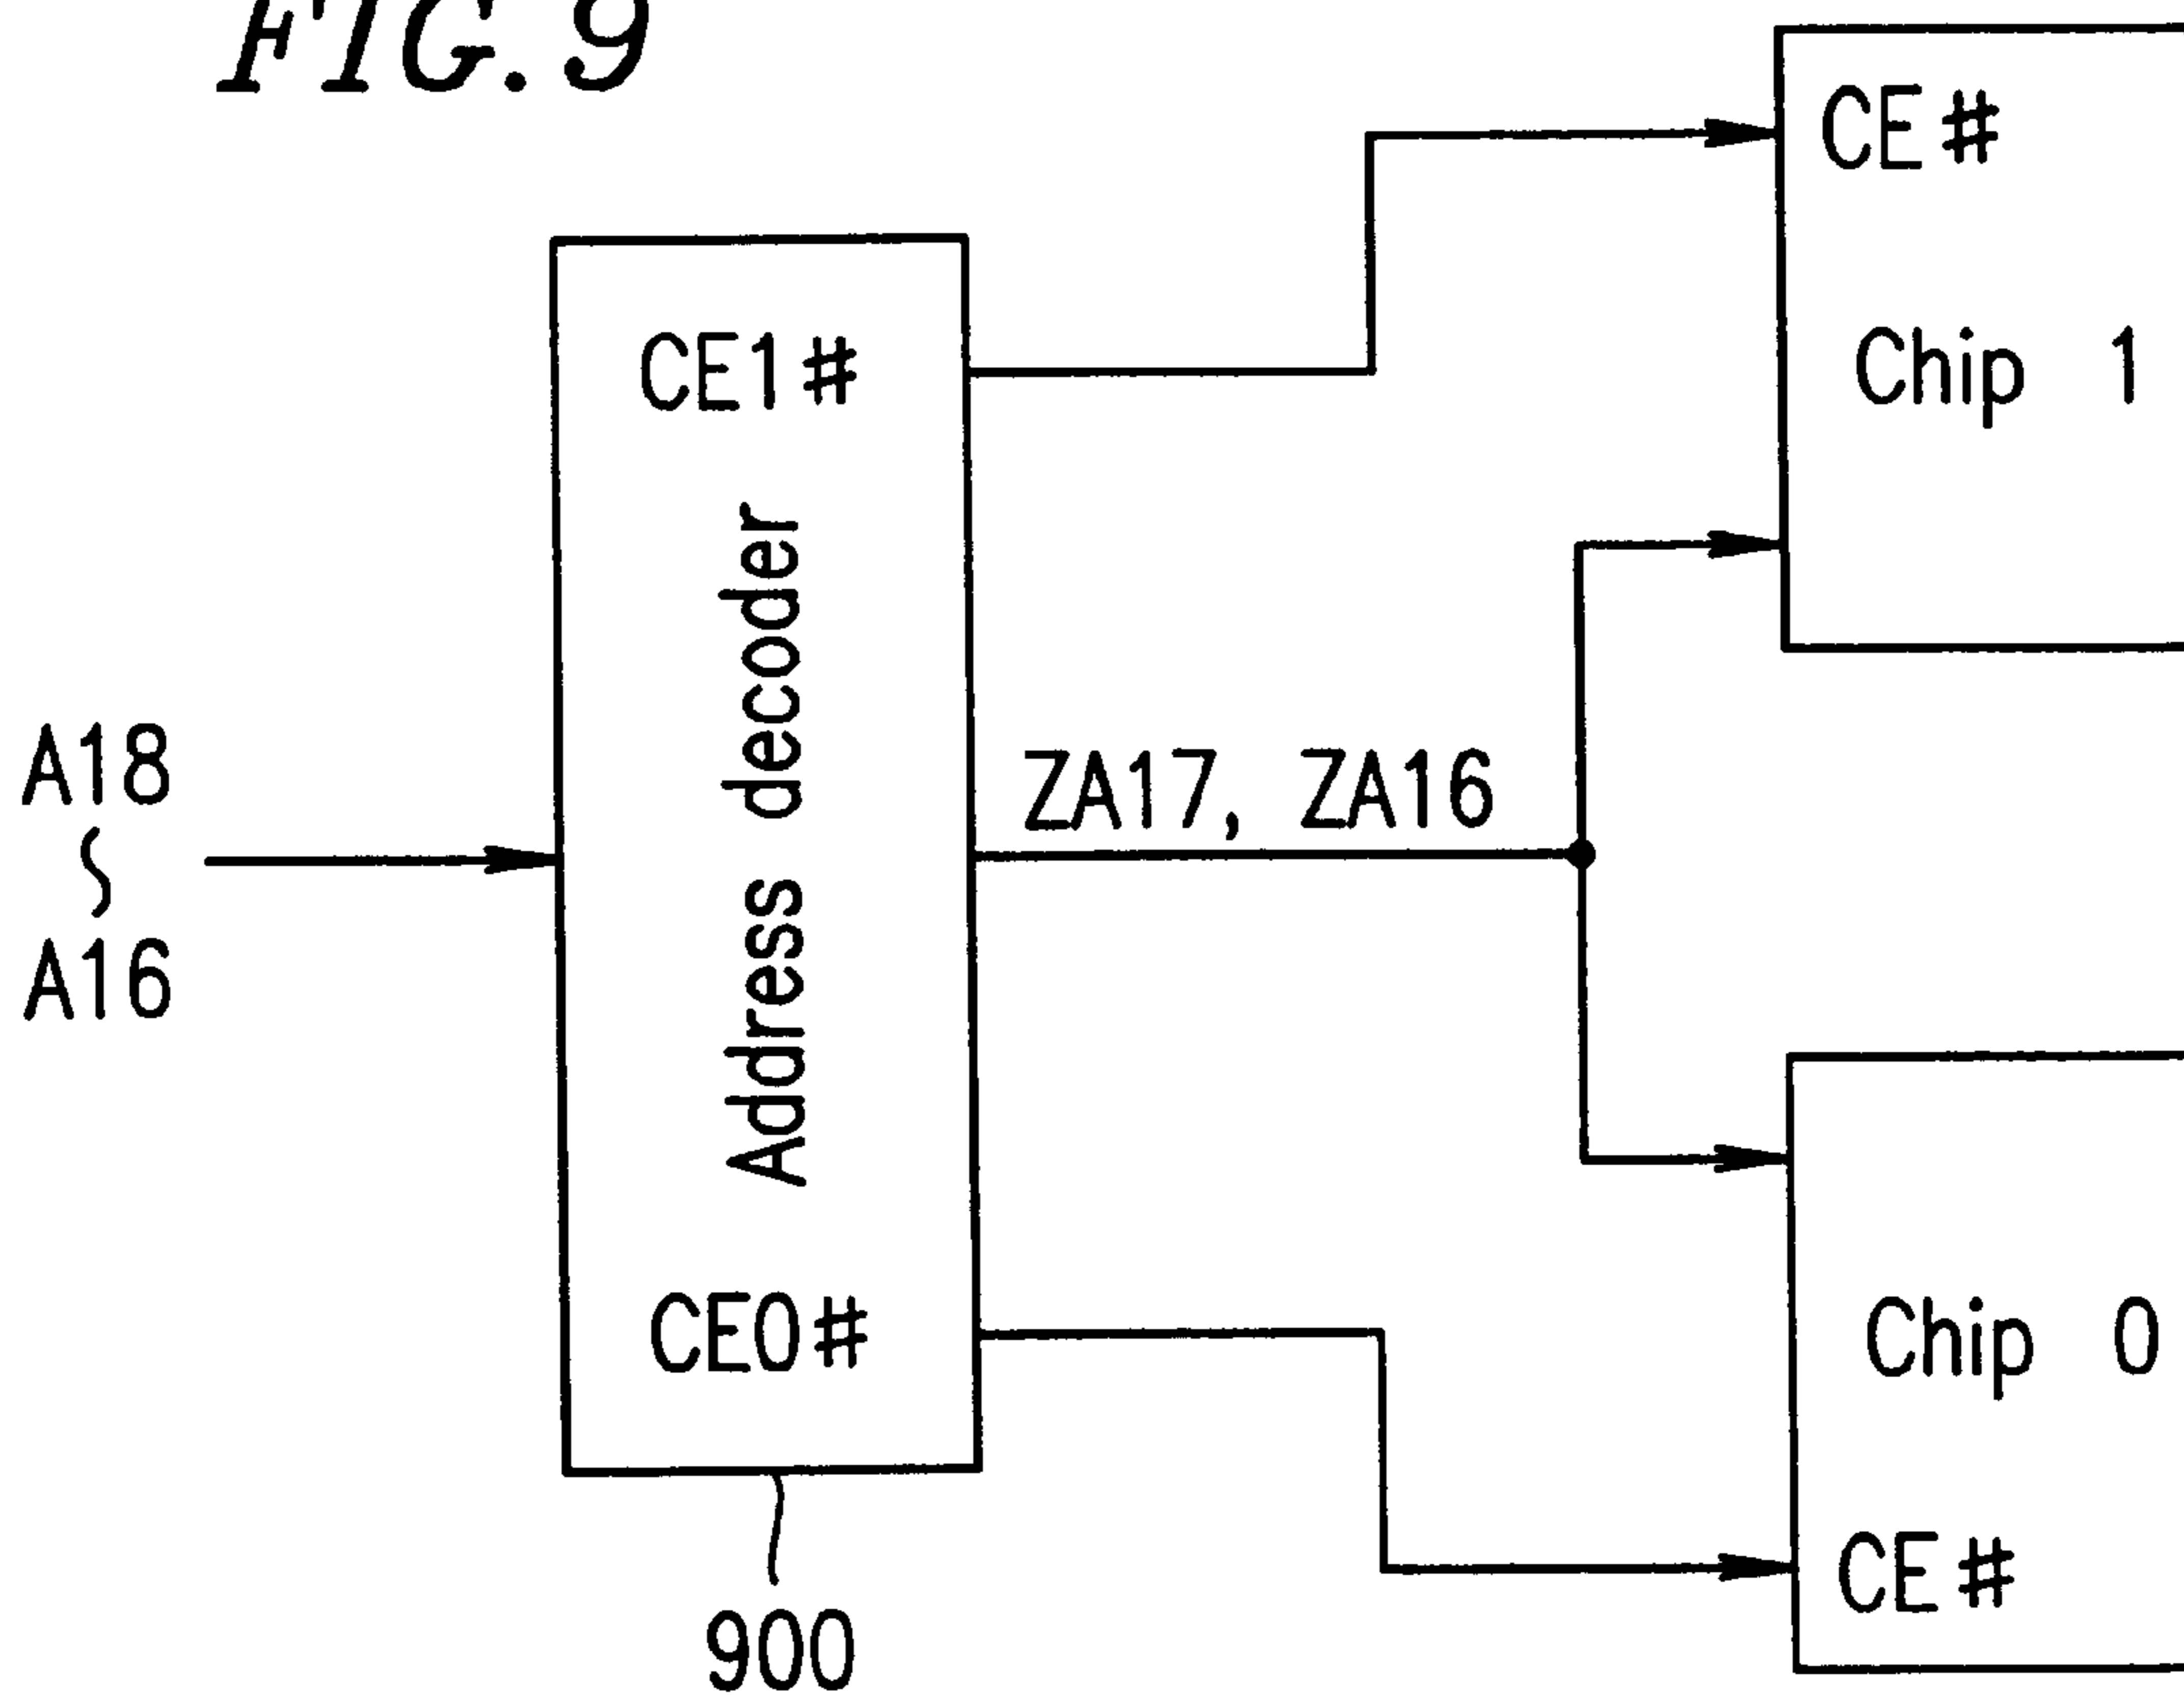 FIG.9
CE#
Chip 1
CE1#
Address decoder
A18
A16
ZA17, ZA16
CE0#
Chip 0
CE#
900